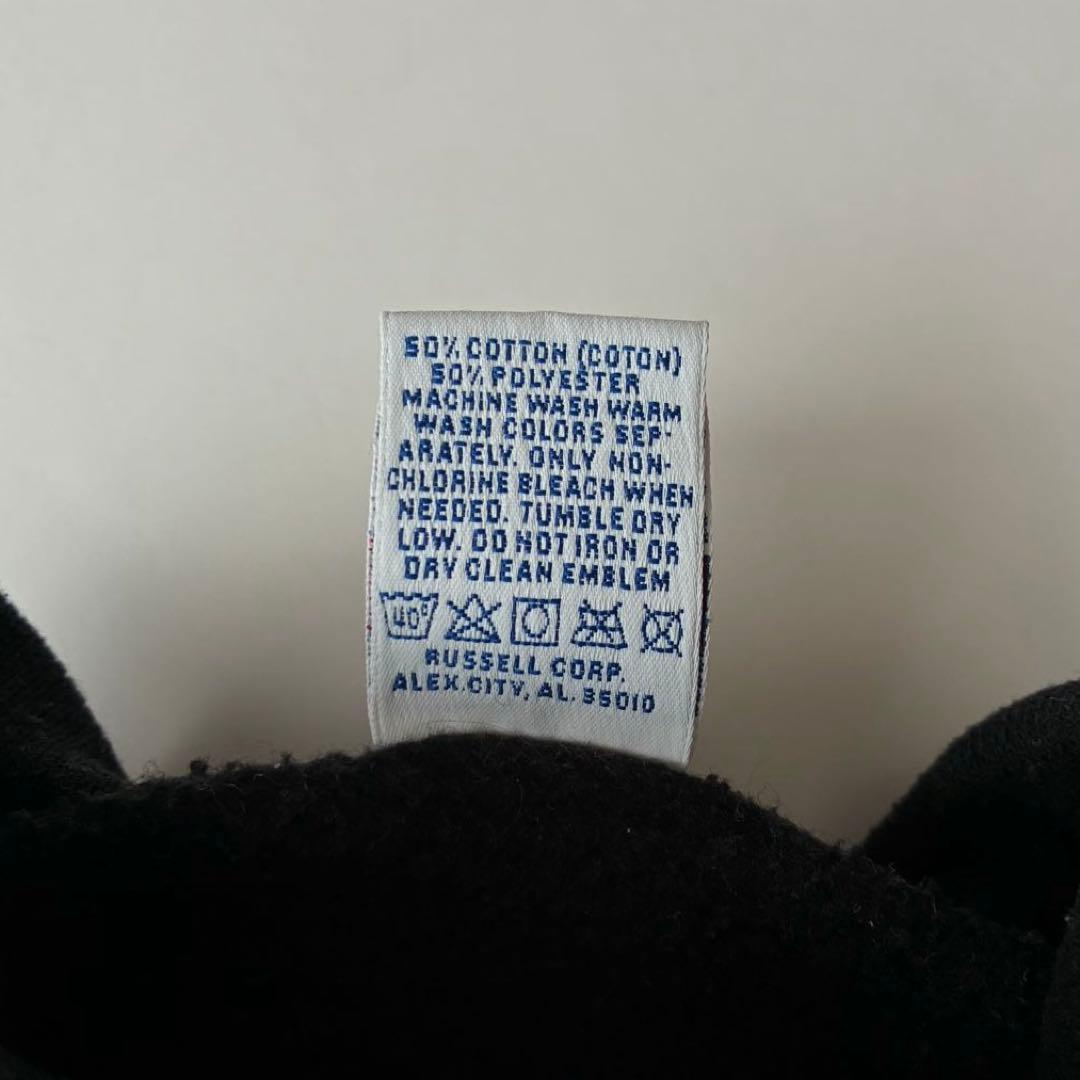 50% COTTON (COTON)
50% POLYESTER
MACHINE WASH WARM
WASH COLORS SEP-
ARATELY. ONLY NON-
CHLORINE BLEACH WHEN
NEEDED. TUMBLE DRY
LOW. DO NOT IRON OR
DRY CLEAN EMBLEM
40c
RUSSELL CORP.
ALEX.CITY, AL. 35010